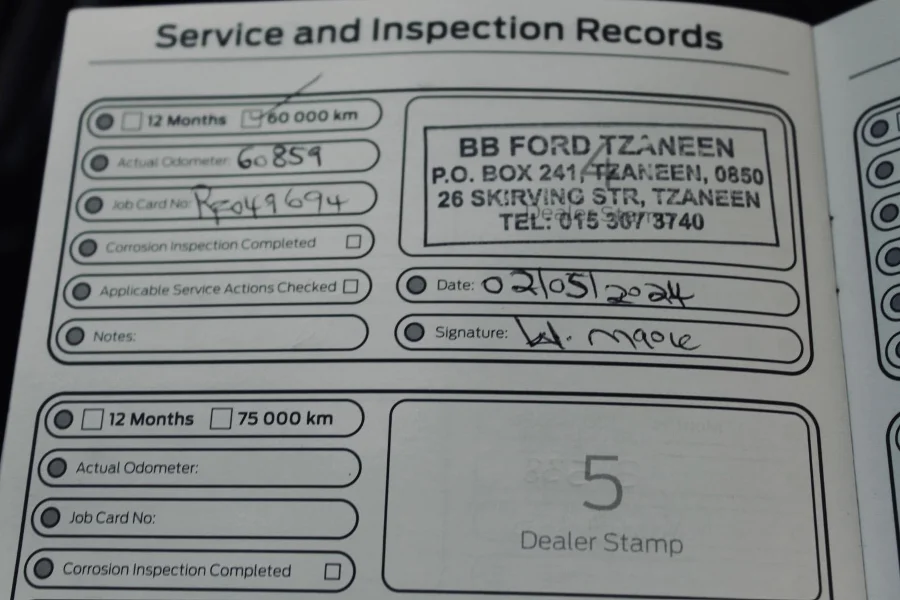 Service and Inspection Records
12 Months 60 000 km
Actual Odometer: 60859
Job Card No:
Corrosion Inspection Completed
Applicable Service Actions Checked
Notes:
BB FORD TZANEEN
P.O. BOX 241, TZANEEN, 0850
26 SKIRVING STR, TZANEEN
TEL: 015 307 3740
4
Dealer Stamp
Date: 02/05/2024
Signature: W.
12 Months 75 000 km
Actual Odometer:
Job Card No:
Corrosion Inspection Completed
5
Dealer Stamp